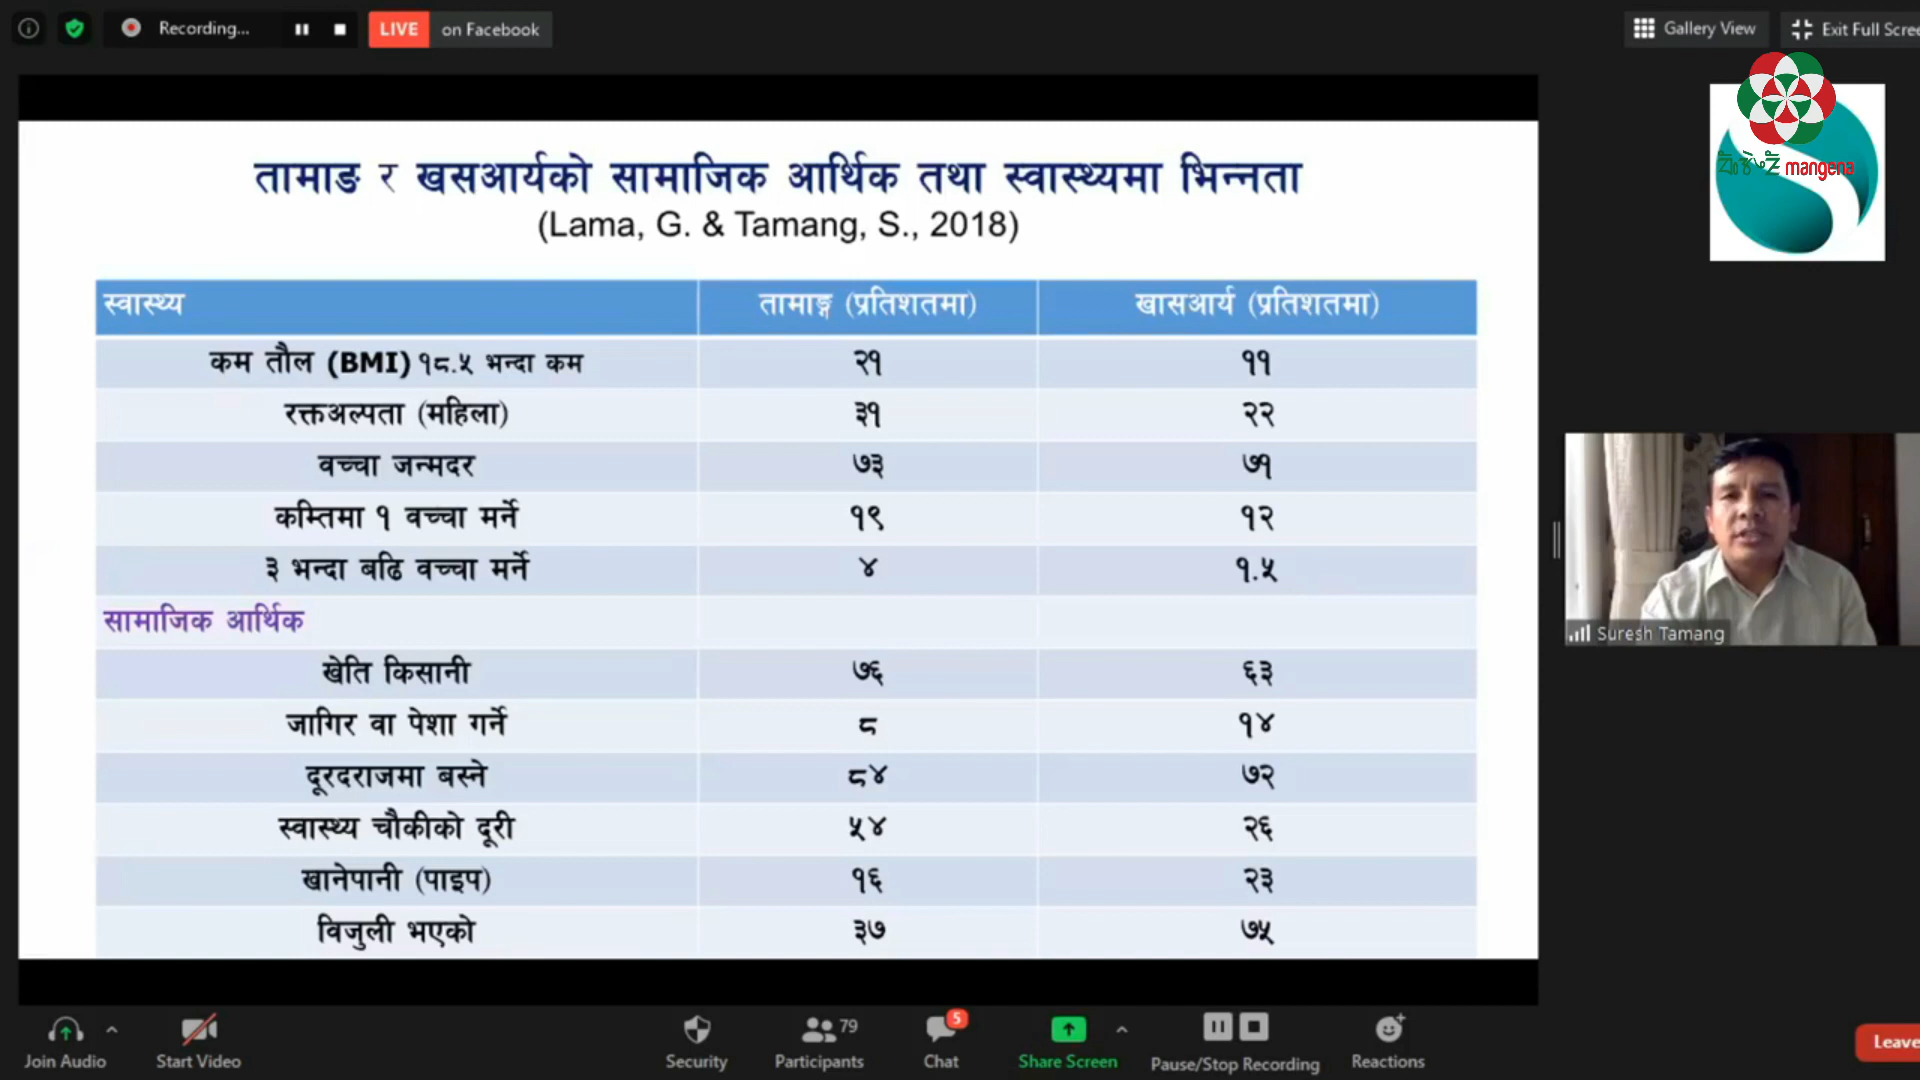 Recording...
LIVE on Facebook
Gallery View
Exit Full Scree
mangena
तामाङ र खसआर्यको सामाजिक आर्थिक तथा स्वास्थ्यमा भिन्नता
(Lama, G. & Tamang, S., 2018)
स्वास्थ्य तामाङ्ग (प्रतिशतमा) खासआर्य (प्रतिशतमा)
कम तौल (BMI) १८.५ भन्दा कम २१ ११
रक्तअल्पता (महिला) ३१ २२
वच्चा जन्मदर ७३ ७१
कम्तिमा १ वच्चा मर्ने १९ १२
३ भन्दा बढि वच्चा मर्ने ४ १.५
सामाजिक आर्थिक
खेति किसानी ७६ ६३
जागिर वा पेशा गर्ने ८ १४
दूरदराजमा बस्ने ८४ ७२
स्वास्थ्य चौकीको दूरी ५४ २६
खानेपानी (पाइप) १६ २३
विजुली भएको ३७ ७५
Suresh Tamang
Join Audio
Start Video
Security
79
Participants
5
Chat
Share Screen
Pause/Stop Recording
Reactions
Leave